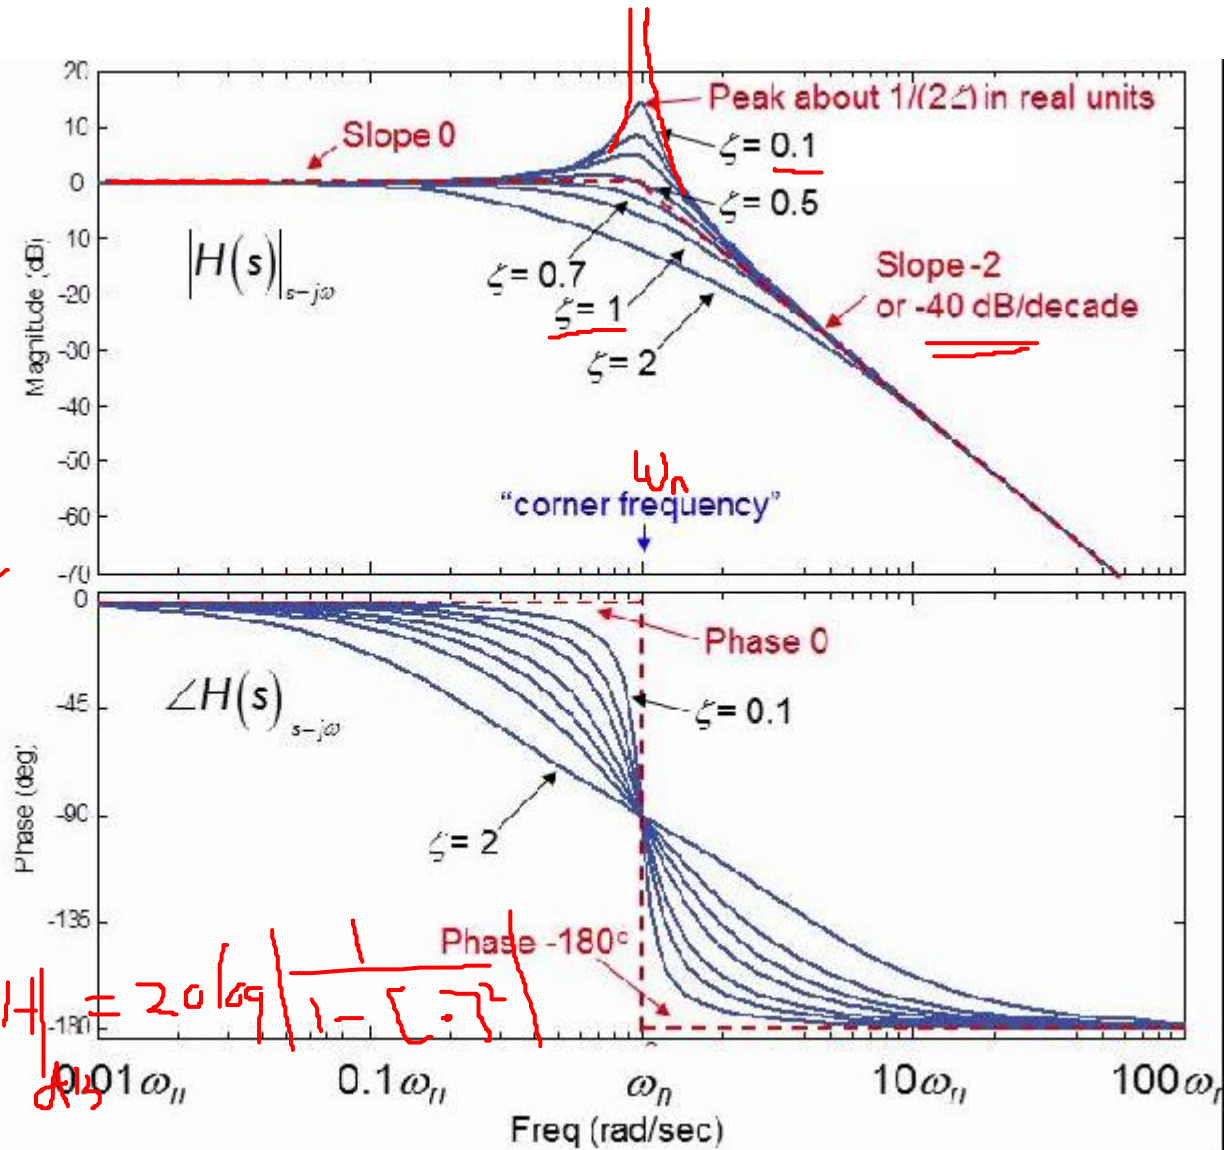 20
Peak about 1/(2ζ) in real units
Slope 0
10
ζ = 0.1
0
ζ = 0.5
|H(s)|s-jω
10
ζ = 0.7
Slope -2
or -40 dB/decade
-20
ζ = 1
ζ = 2
-30
Magnitude (dB)
-40
-50
ωn
"corner frequency"
-60
-70
0
Phase 0
∠H(s) s-jω
-45
ζ = 0.1
Phase (deg)
-90
ζ = 2
-135
Phase -180°
= 20 log
-180
dB
0.01ωn
0.1ωn
ωn
10ωn
100ω
Freq (rad/sec)